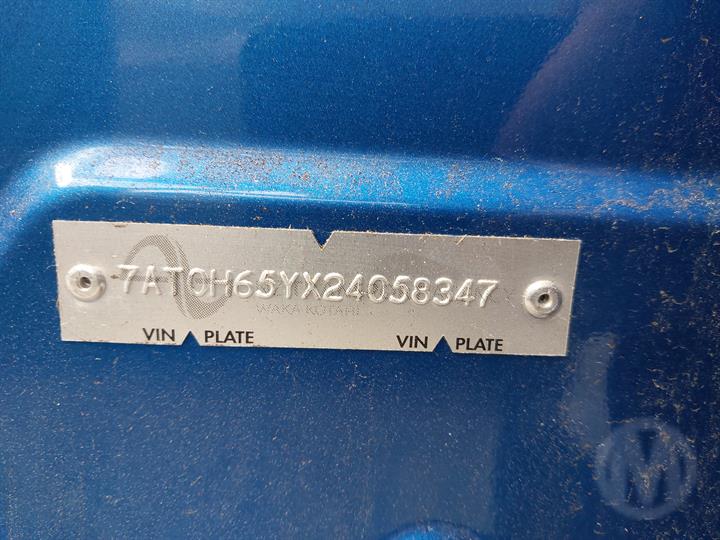 7AT0H65YX24058347
WAKA KOTAHI
VIN PLATE VIN PLATE
M